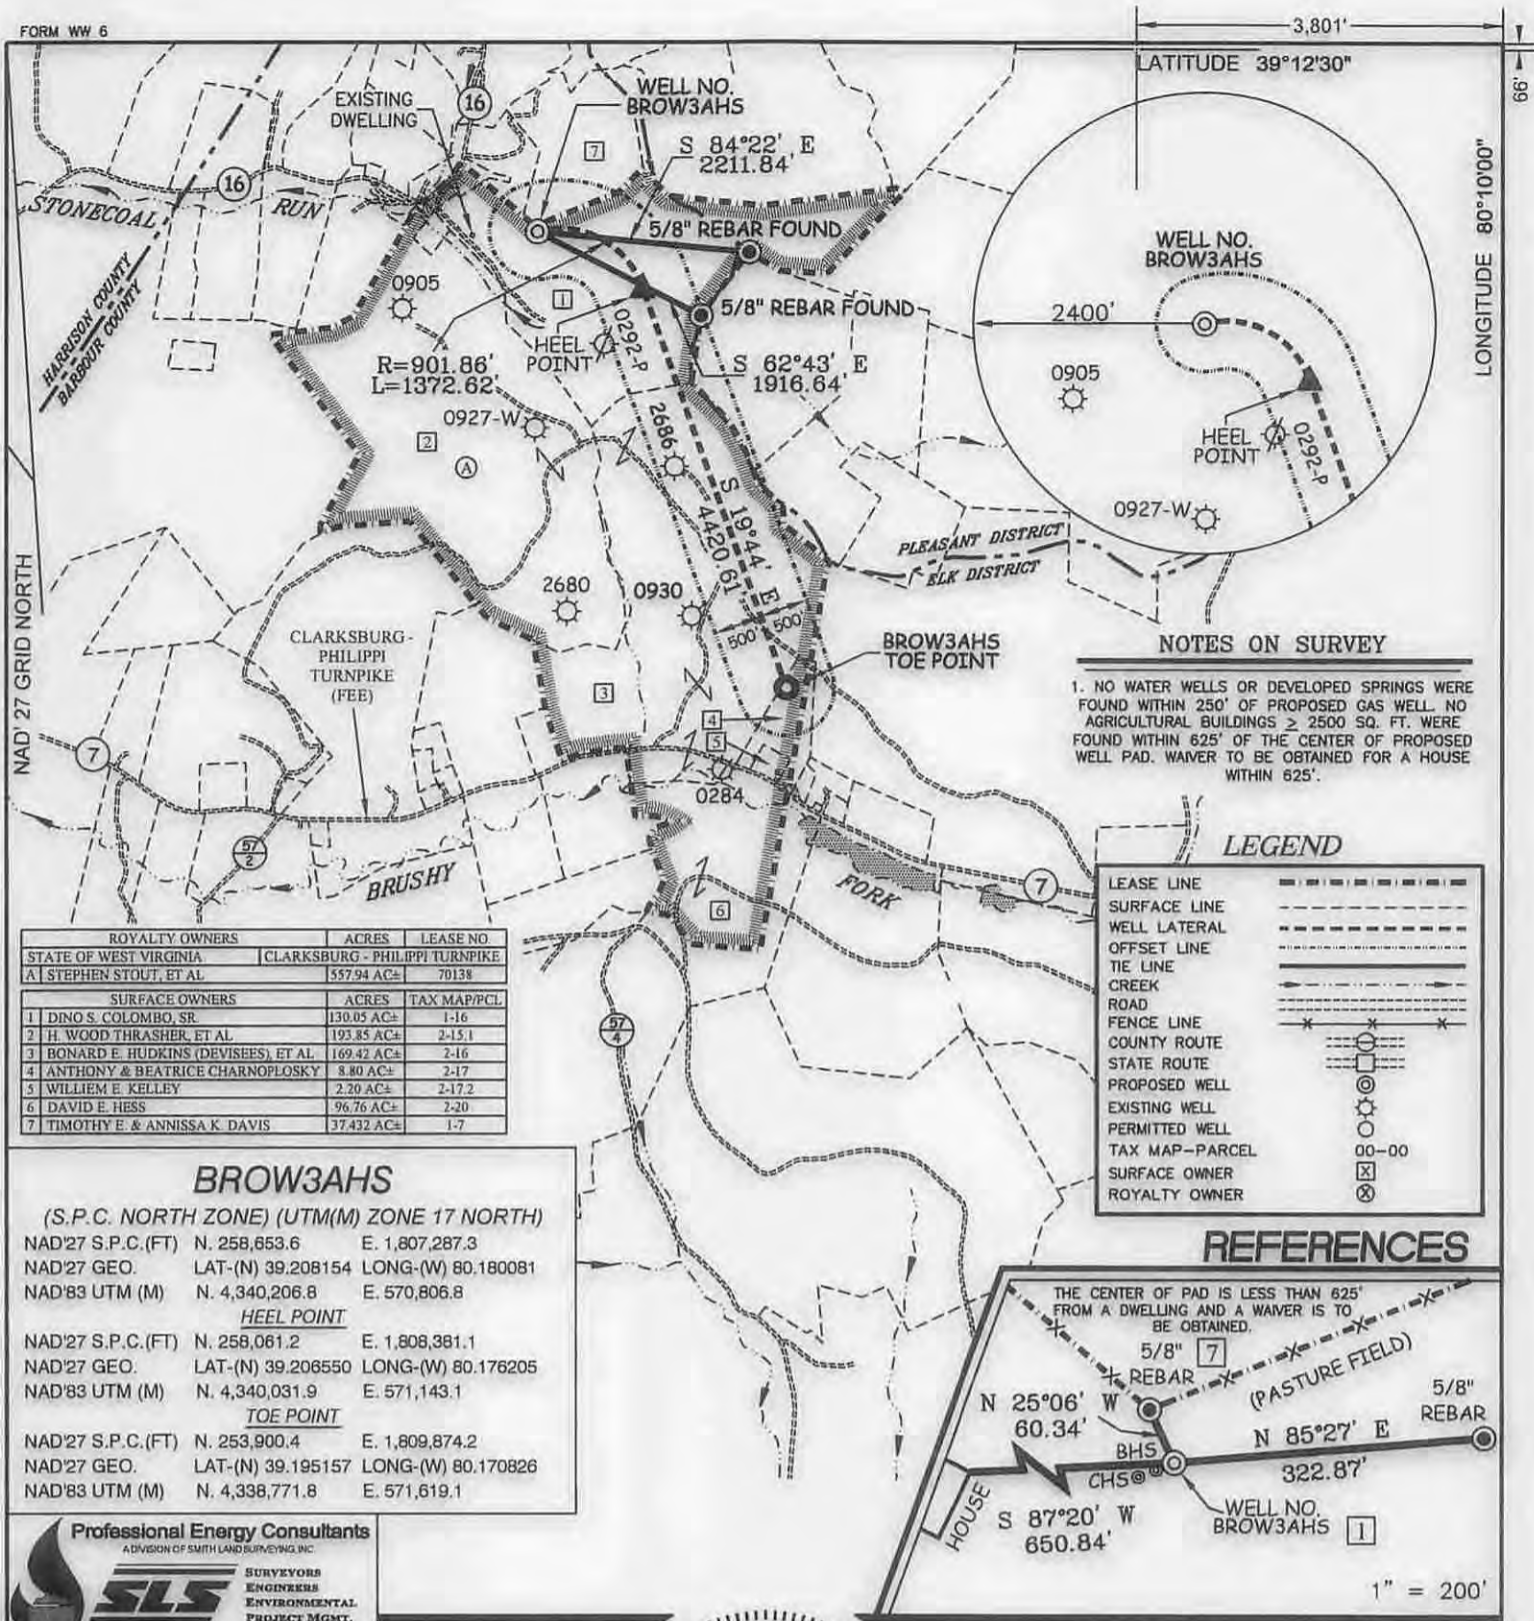 FORM WW 6
3,801'
66'
LATITUDE 39°12'30"
LONGITUDE 80°10'00"
NAD'27 GRID NORTH
EXISTING
DWELLING
16
WELL NO.
BROW3AHS
7
S 84°22' E
2211.84'
16
STONECOAL RUN
HARRISON COUNTY
BARBOUR COUNTY
5/8" REBAR FOUND
5/8" REBAR FOUND
0905
1
HEEL
POINT
0292-P
R=901.86'
L=1372.62'
S 62°43' E
1916.64'
0927-W
2
A
2686
S 19°44' E
4420.61'
PLEASANT DISTRICT
ELK DISTRICT
2680
0930
500'
500'
BROW3AHS
TOE POINT
CLARKSBURG-
PHILIPPI
TURNPIKE
(FEE)
3
4
5
0284
7
57
2
BRUSHY
FORK
7
6
57
4
WELL NO.
BROW3AHS
2400'
0905
HEEL
POINT
0292-P
0927-W
NOTES ON SURVEY
1. NO WATER WELLS OR DEVELOPED SPRINGS WERE
FOUND WITHIN 250' OF PROPOSED GAS WELL. NO
AGRICULTURAL BUILDINGS ≥ 2500 SQ. FT. WERE
FOUND WITHIN 625' OF THE CENTER OF PROPOSED
WELL PAD. WAIVER TO BE OBTAINED FOR A HOUSE
WITHIN 625'.
LEGEND
LEASE LINE
SURFACE LINE
WELL LATERAL
OFFSET LINE
TIE LINE
CREEK
ROAD
FENCE LINE
COUNTY ROUTE
STATE ROUTE
PROPOSED WELL
EXISTING WELL
PERMITTED WELL
TAX MAP-PARCEL 00-00
SURFACE OWNER X
ROYALTY OWNER X
ROYALTY OWNERS ACRES LEASE NO.
STATE OF WEST VIRGINIA CLARKSBURG - PHILIPPI TURNPIKE
A STEPHEN STOUT, ET AL 557.94 AC± 70138
SURFACE OWNERS ACRES TAX MAP/PCL
1 DINO S. COLOMBO, SR. 130.05 AC± 1-16
2 H. WOOD THRASHER, ET AL 193.85 AC± 2-15.1
3 BONARD E. HUDKINS (DEVISEES), ET AL 169.42 AC± 2-16
4 ANTHONY & BEATRICE CHARNOPLOSKY 8.80 AC± 2-17
5 WILLIEM E. KELLEY 2.20 AC± 2-17.2
6 DAVID E. HESS 96.76 AC± 2-20
7 TIMOTHY E. & ANNISSA K. DAVIS 37.432 AC± 1-7
BROW3AHS
(S.P.C. NORTH ZONE) (UTM(M) ZONE 17 NORTH)
NAD'27 S.P.C.(FT) N. 258,653.6 E. 1,807,287.3
NAD'27 GEO. LAT-(N) 39.208154 LONG-(W) 80.180081
NAD'83 UTM (M) N. 4,340,206.8 E. 570,806.8
HEEL POINT
NAD'27 S.P.C.(FT) N. 258,061.2 E. 1,808,381.1
NAD'27 GEO. LAT-(N) 39.206550 LONG-(W) 80.176205
NAD'83 UTM (M) N. 4,340,031.9 E. 571,143.1
TOE POINT
NAD'27 S.P.C.(FT) N. 253,900.4 E. 1,809,874.2
NAD'27 GEO. LAT-(N) 39.195157 LONG-(W) 80.170826
NAD'83 UTM (M) N. 4,338,771.8 E. 571,619.1
Professional Energy Consultants
A DIVISION OF SMITH LAND SURVEYING, INC.
SLS
SURVEYORS
ENGINEERS
ENVIRONMENTAL
PROJECT MGMT.
REFERENCES
THE CENTER OF PAD IS LESS THAN 625'
FROM A DWELLING AND A WAIVER IS TO
BE OBTAINED.
5/8"
REBAR
7
(PASTURE FIELD)
5/8"
REBAR
N 25°06' W
60.34'
BHS
CHS
N 85°27' E
322.87'
HOUSE
S 87°20' W
650.84'
WELL NO.
BROW3AHS
1
1" = 200'